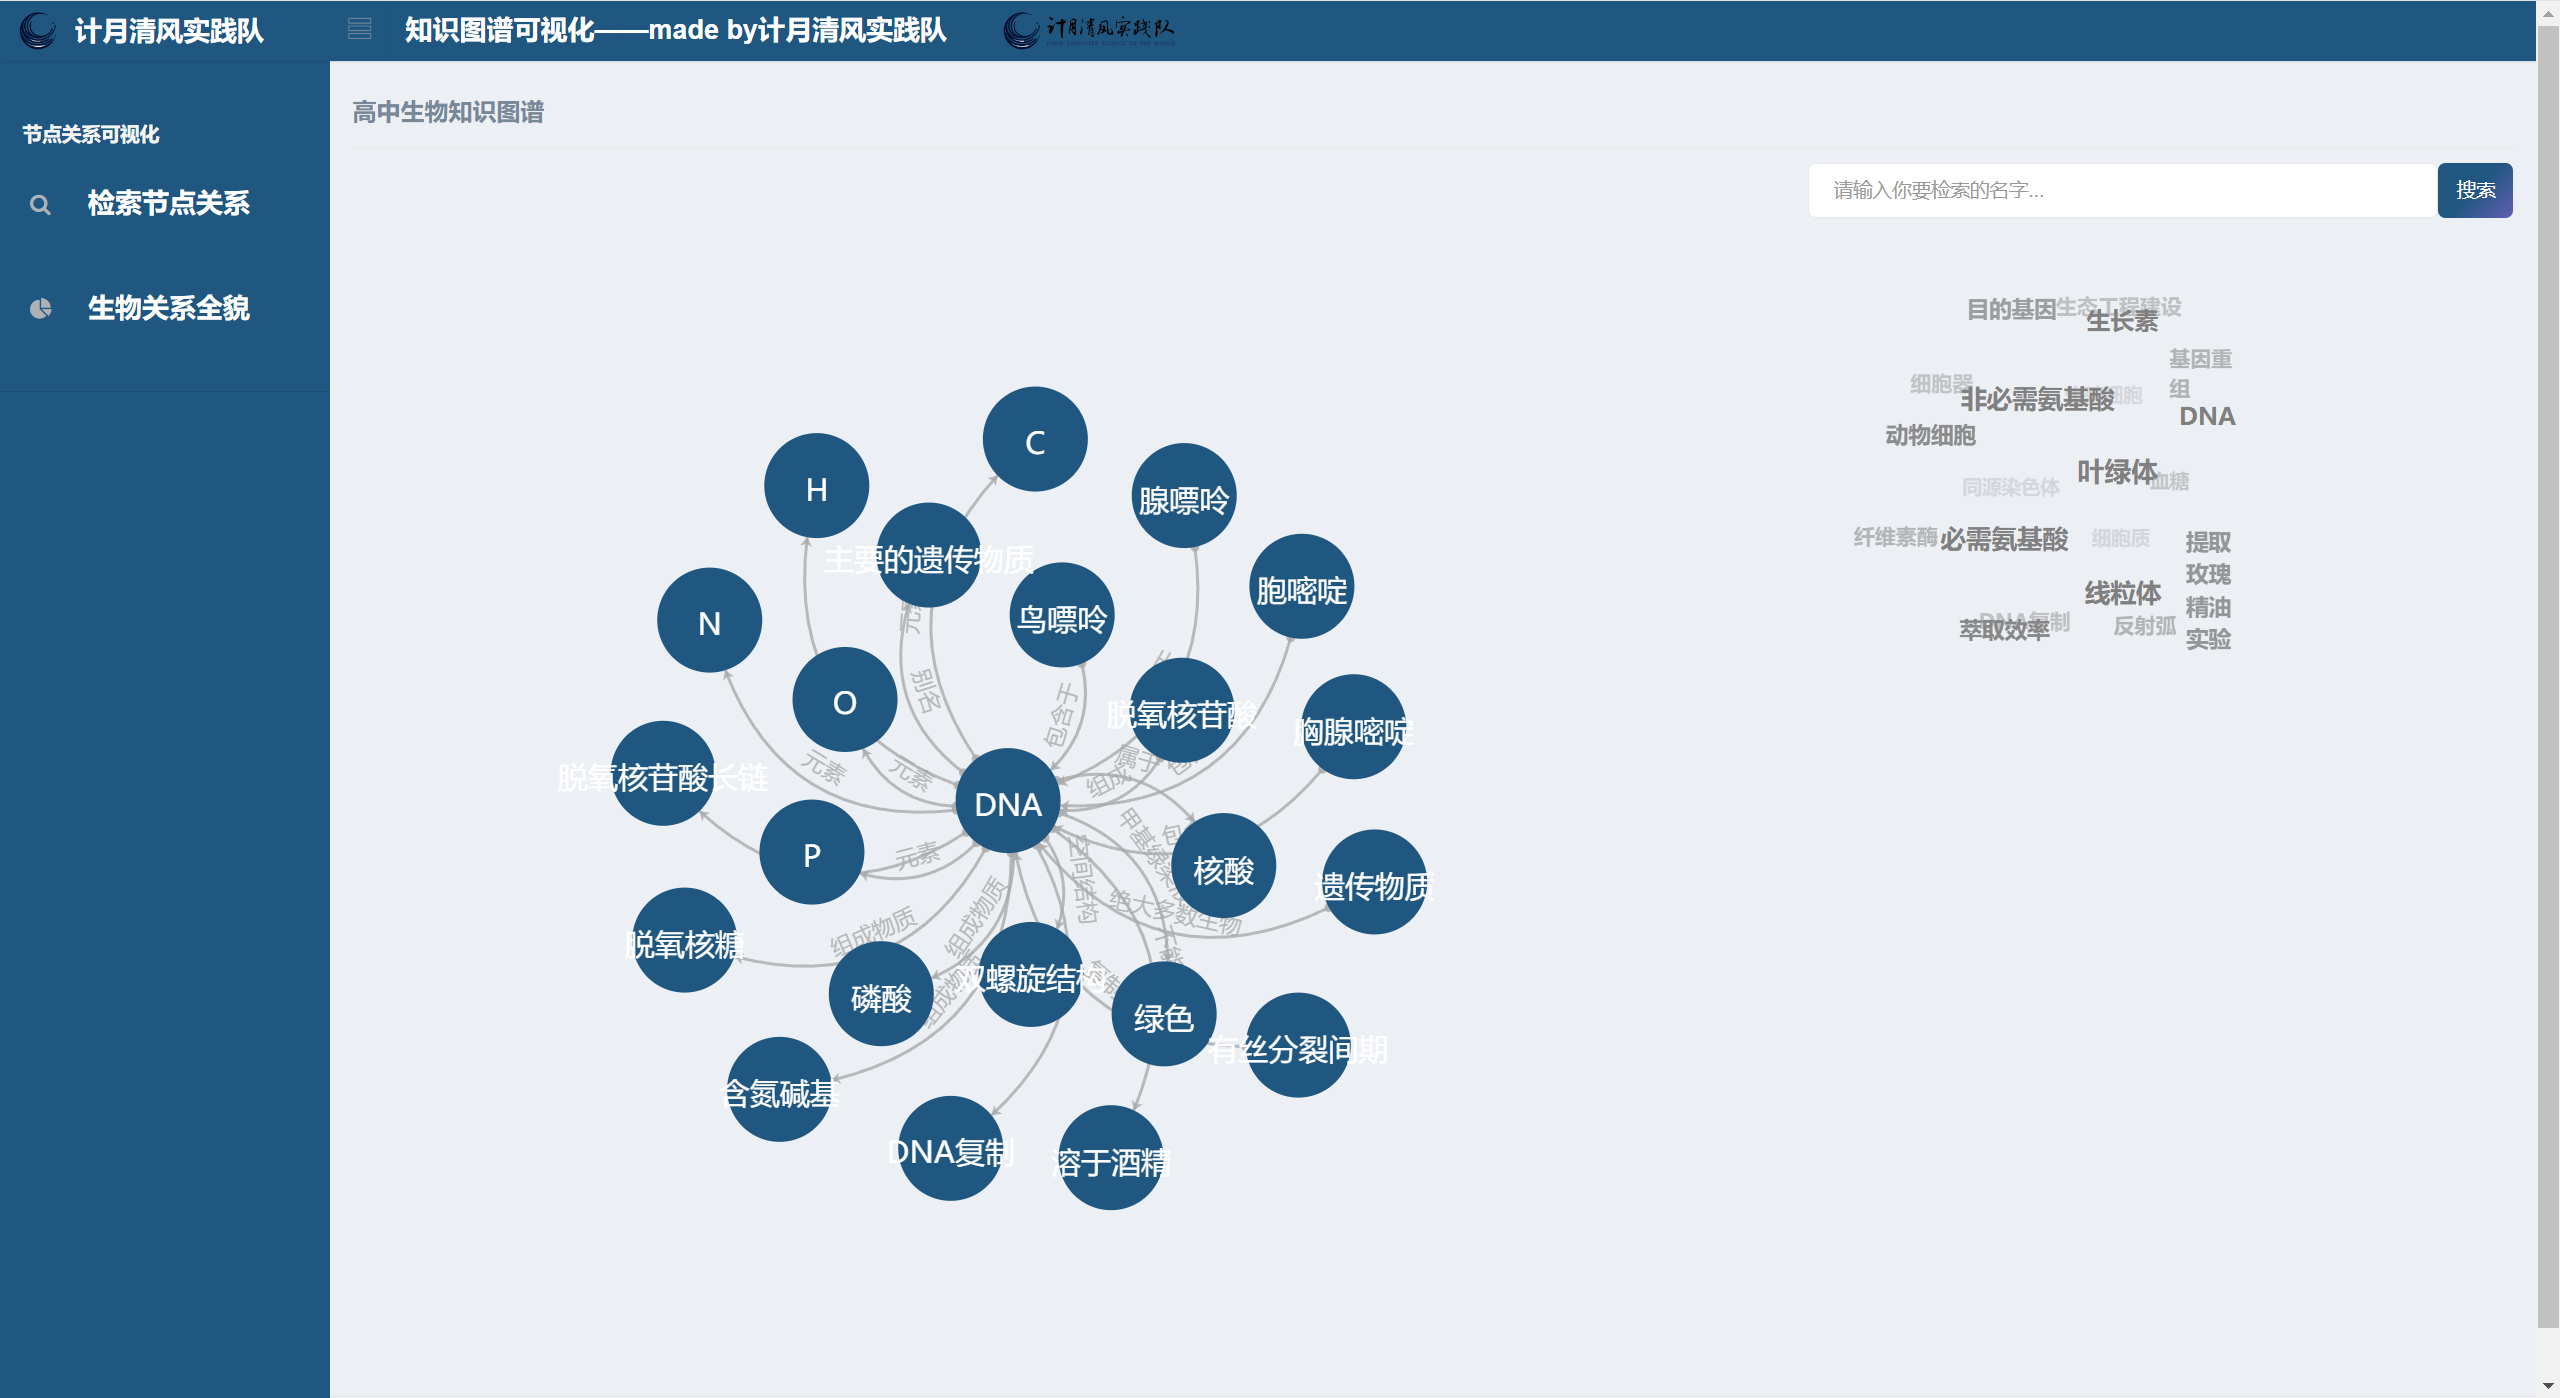 计月清风实践队
知识图谱可视化——made by计月清风实践队
计月清风实践队
节点关系可视化
检索节点关系
生物关系全貌
高中生物知识图谱
请输入你要检索的名字...
搜索
目的基因
生态工程建设
生长素
基因重
组
细胞器
非必需氨基酸
细胞
DNA
动物细胞
叶绿体
血糖
同源染色体
纤维素酶
必需氨基酸
细胞质
提取
玫瑰
精油
实验
线粒体
DNA复制
萃取效率
反射弧
C
H
腺嘌呤
主要的遗传物质
胞嘧啶
鸟嘌呤
N
元
别名
包含于
O
脱氧核苷酸
胸腺嘧啶
元素
元素
属于
组成
脱氧核苷酸长链
DNA
P
元素
空间结构
包
核酸
遗传物质
绝大多数生物
组成物质
组成物质
脱氧核糖
磷酸
双螺旋结构
绿色
有丝分裂间期
含氮碱基
DNA复制
溶于酒精